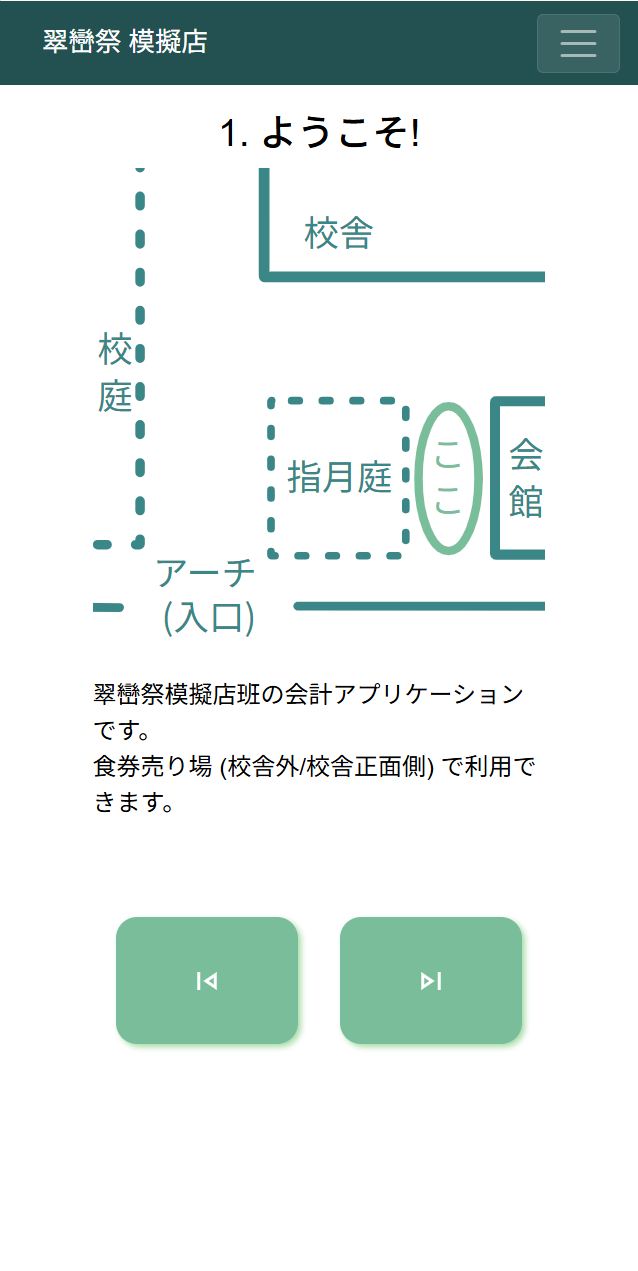 翠巒祭 模擬店
1. ようこそ!
校舎
校
庭
指月庭
ここ
会
館
アーチ
(入口)
翠巒祭模擬店班の会計アプリケーション
です。
食券売り場 (校舎外/校舎正面側) で利用で
きます。